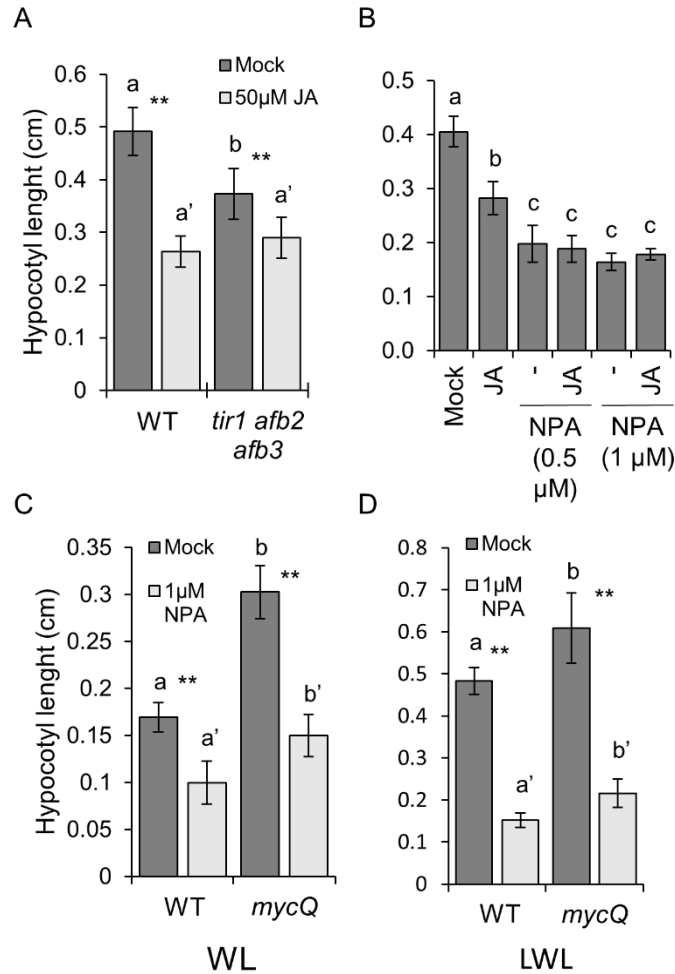 A
Hypocotyl lenght (cm)
0.6
0.5
0.4
0.3
0.2
0.1
0
Mock
50µM JA
a
**
a’
b
**
a’
WT
tir1 afb2
afb3
B
0.5
0.4
0.3
0.2
0.1
0.0
a
b
c
c
c
c
Mock
JA
-
JA
-
JA
NPA
(0.5
µM)
NPA
(1 µM)
C
Hypocotyl lenght (cm)
0.35
0.3
0.25
0.2
0.15
0.1
0.05
0
Mock
1µM
NPA
a
**
a’
b
**
b’
WT
mycQ
WL
D
0.8
0.7
0.6
0.5
0.4
0.3
0.2
0.1
0
Mock
1µM
NPA
a
**
a’
b
**
b’
WT
mycQ
LWL